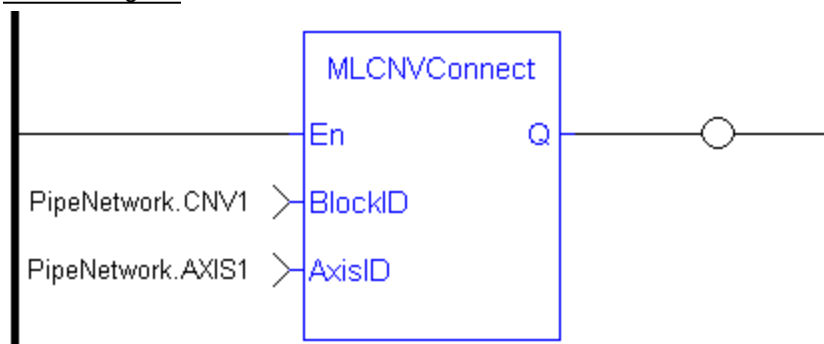 MLCNVConnect
En Q
PipeNetwork.CNV1 BlockID
PipeNetwork.AXIS1 AxisID